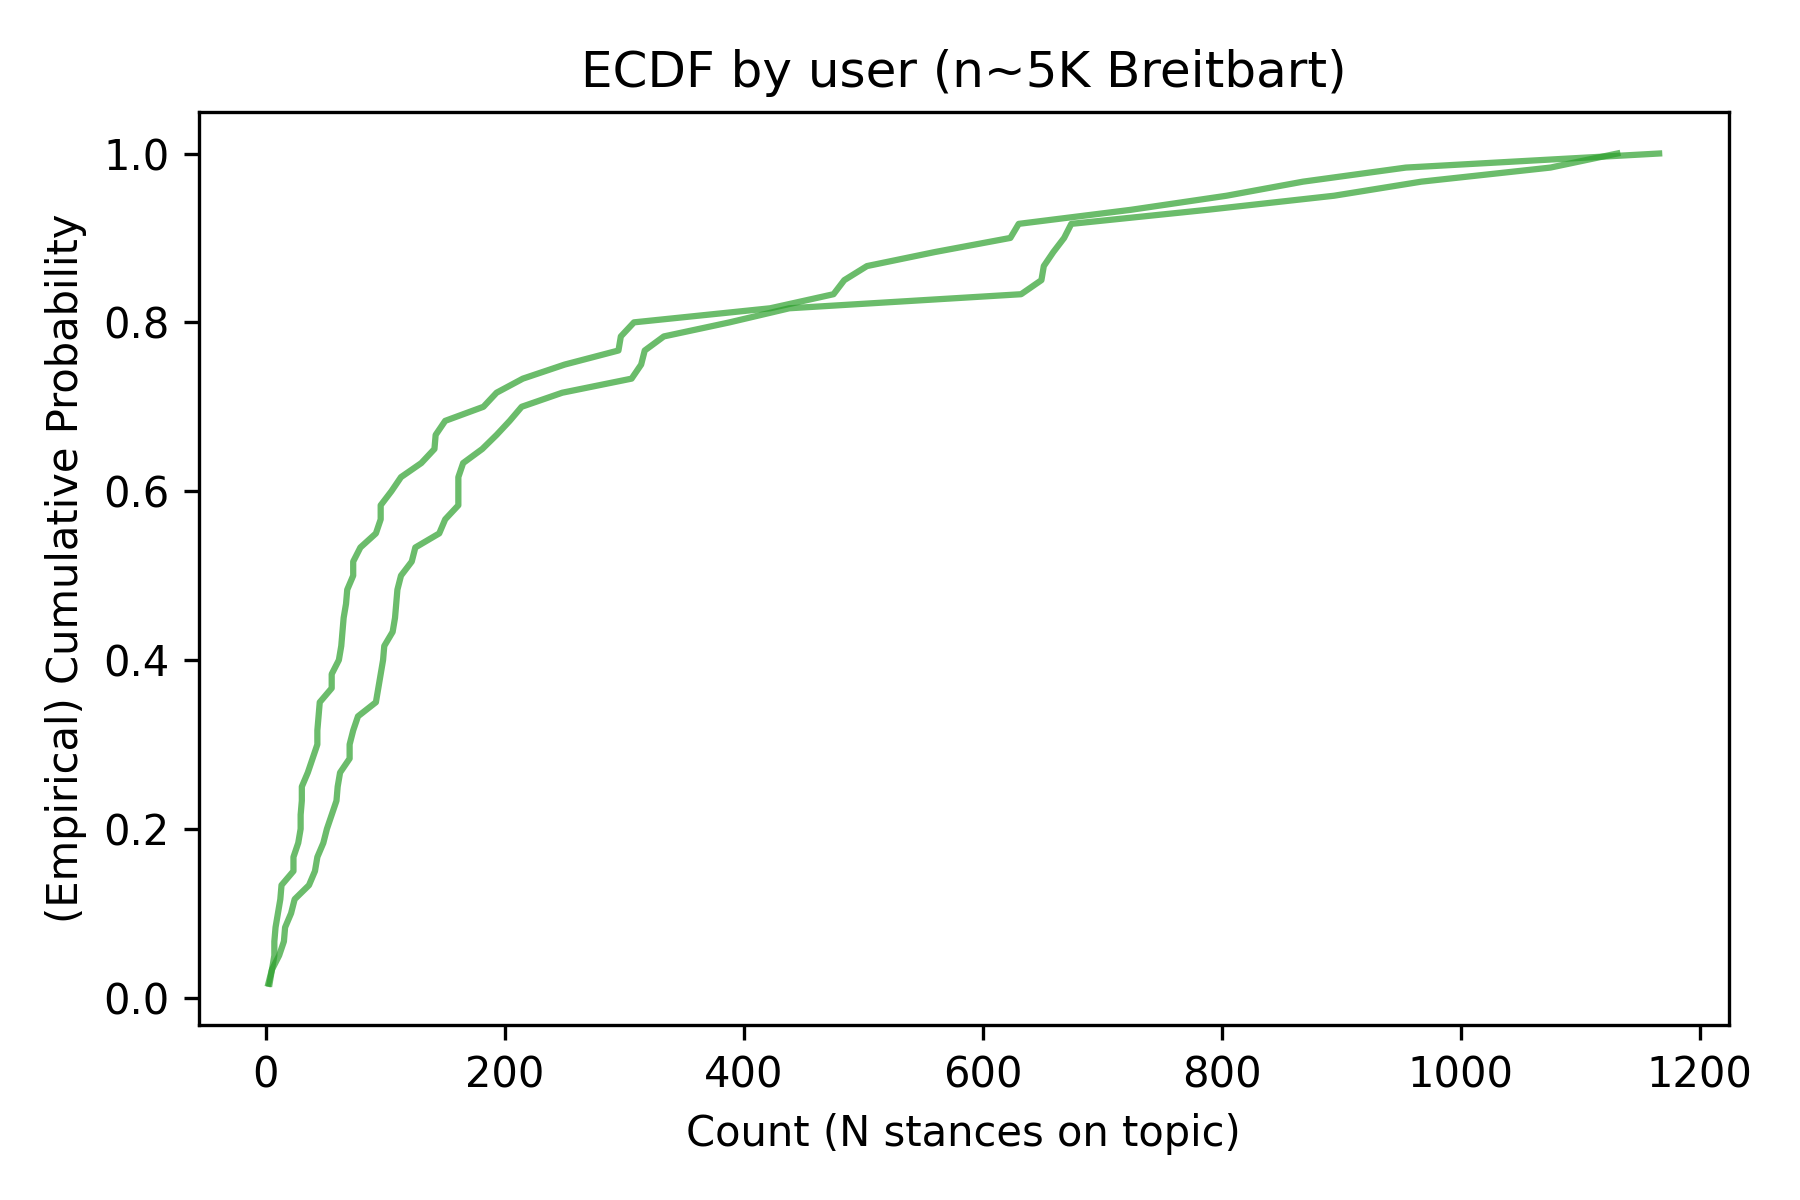 ECDF by user (n~5K Breitbart)
(Empirical) Cumulative Probability
1.0
0.8
0.6
0.4
0.2
0.0
0 200 400 600 800 1000 1200
Count (N stances on topic)